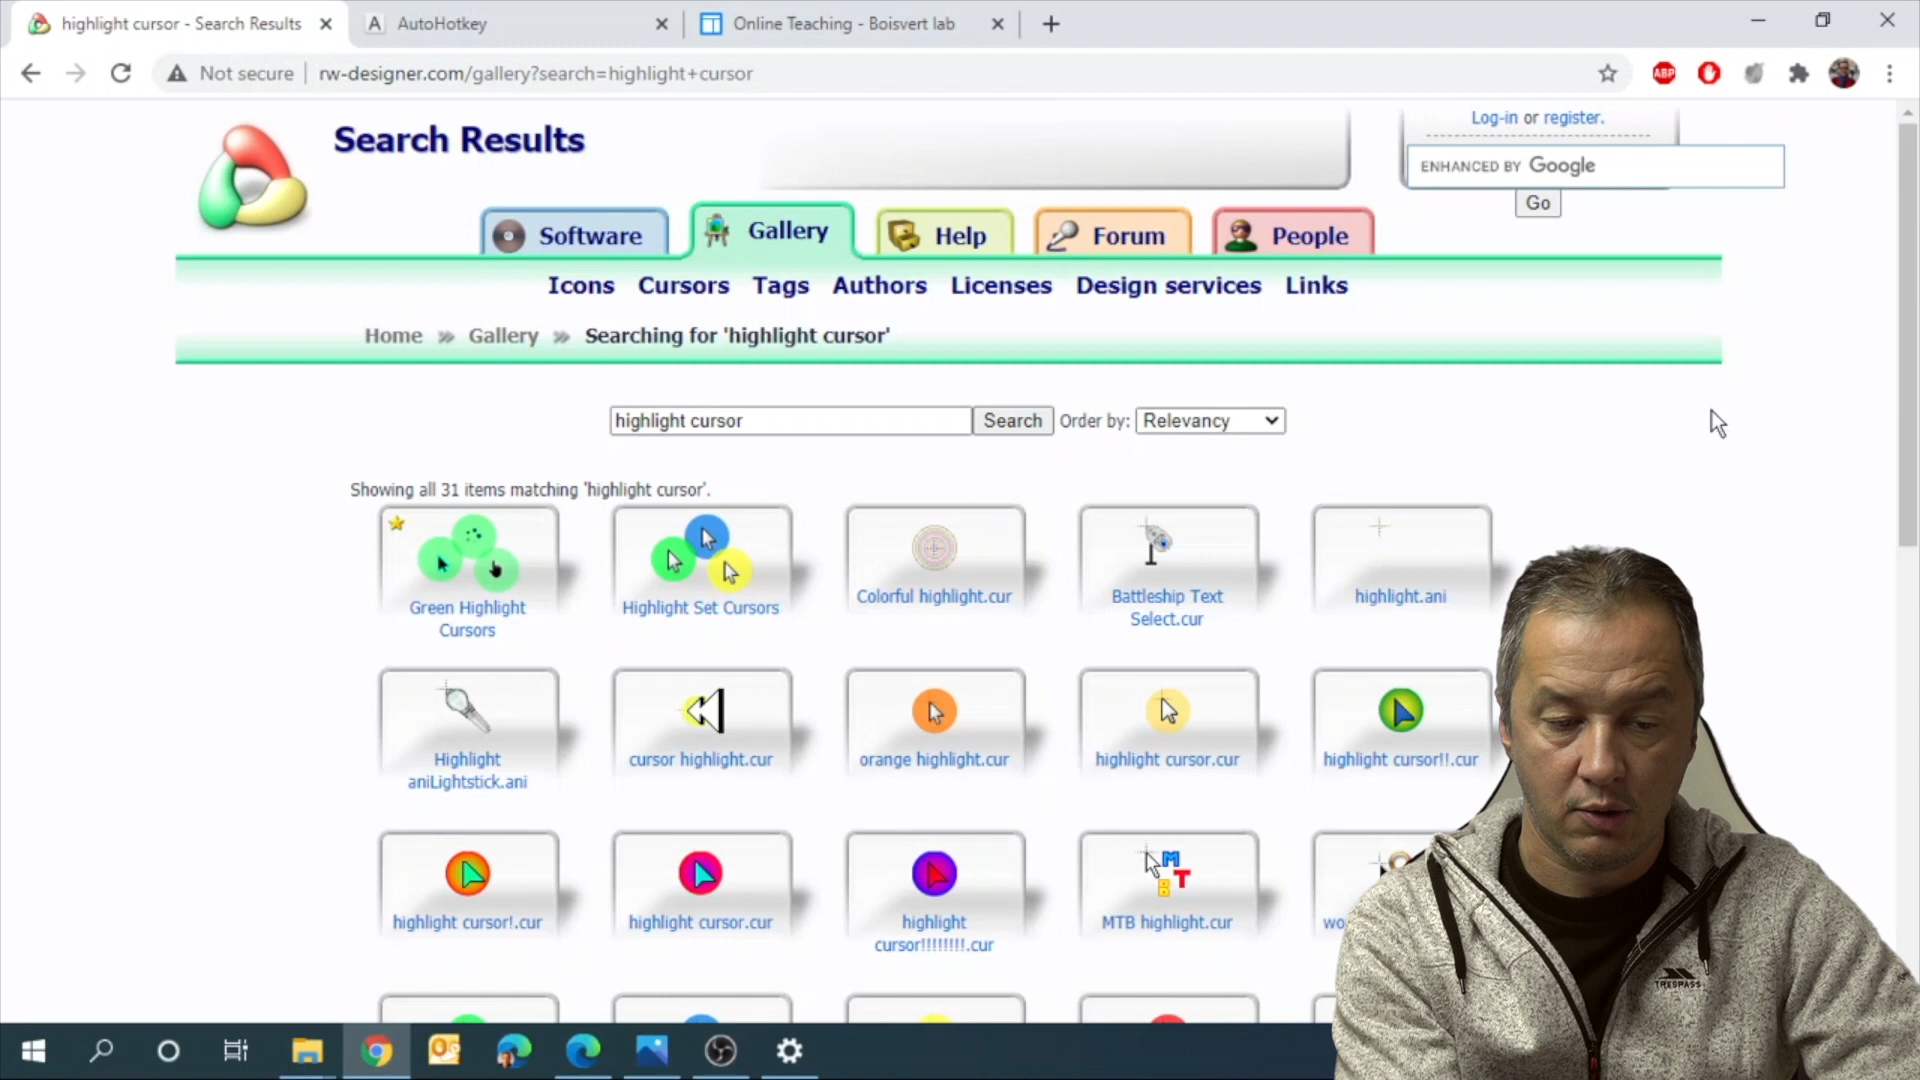 highlight cursor - Search Results
AutoHotkey
Online Teaching - Boisvert lab
Not secure
rw-designer.com/gallery?search=highlight+cursor
Search Results
Log-in or register.
ENHANCED BY Google
Go
Software
Gallery
Help
Forum
People
Icons Cursors Tags Authors Licenses Design services Links
Home » Gallery » Searching for 'highlight cursor'
highlight cursor
Search
Order by:
Relevancy
Showing all 31 items matching 'highlight cursor'.
Green Highlight
Cursors
Highlight Set Cursors
Colorful highlight.cur
Battleship Text
Select.cur
highlight.ani
Highlight
aniLightstick.ani
cursor highlight.cur
orange highlight.cur
highlight cursor.cur
highlight cursor!!.cur
highlight cursor!.cur
highlight cursor.cur
highlight
cursor!!!!!!!!.cur
MTB highlight.cur
TRESPASS